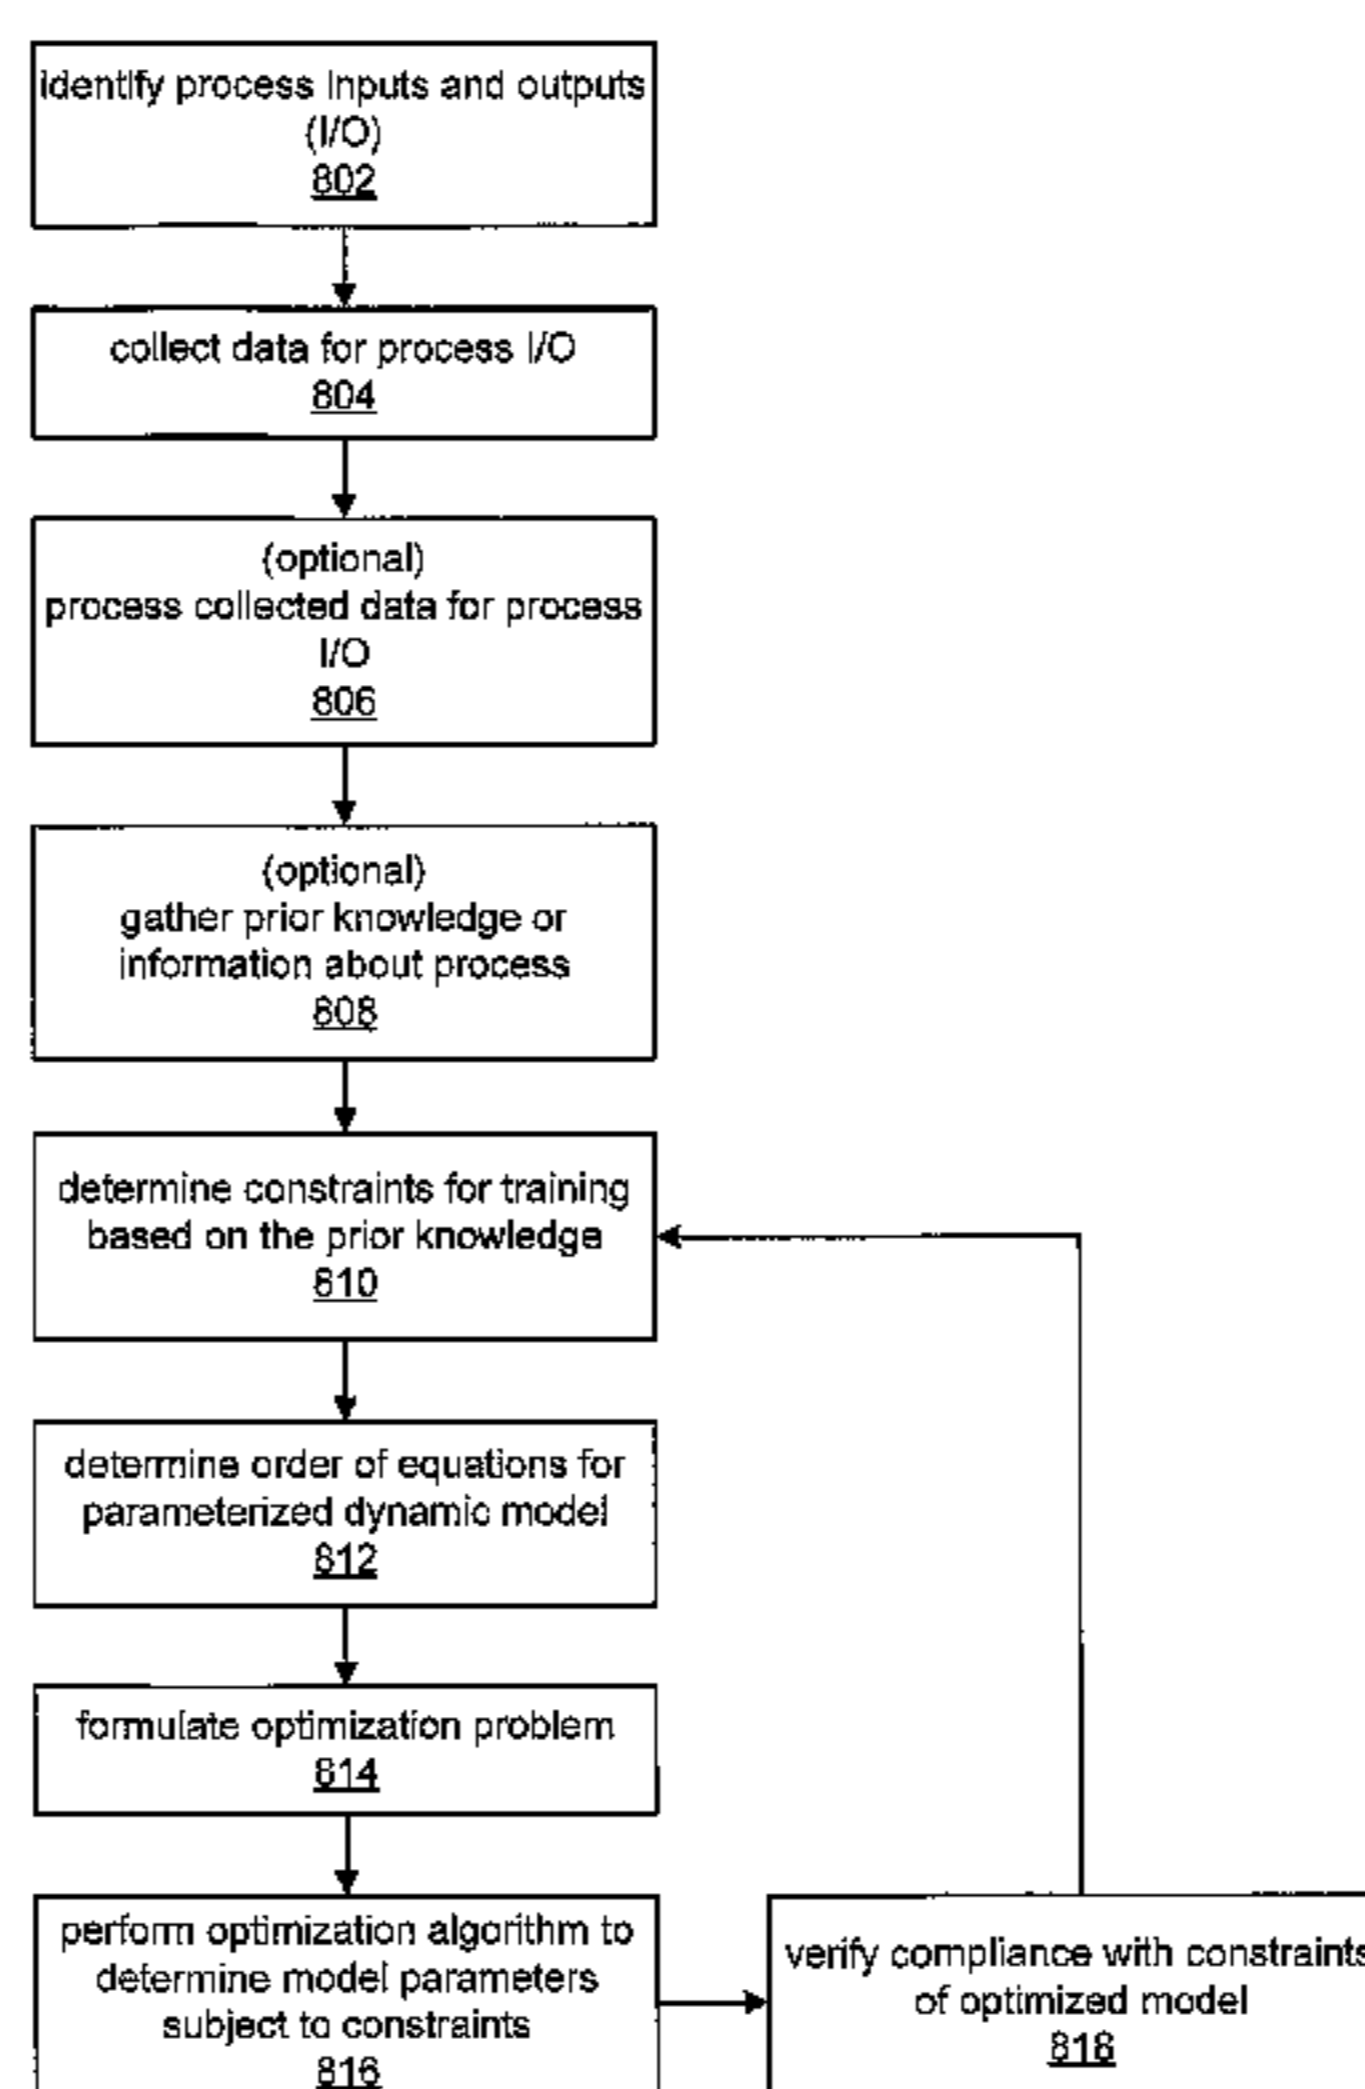 identify process inputs and outputs
(I/O)
802
collect data for process I/O
804
(optional)
process collected data for process
I/O
806
(optional)
gather prior knowledge or
information about process
808
determine constraints for training
based on the prior knowledge
810
determine order of equations for
parameterized dynamic model
812
formulate optimization problem
814
perform optimization algorithm to
determine model parameters
subject to constraints
816
verify compliance with constraints
of optimized model
818